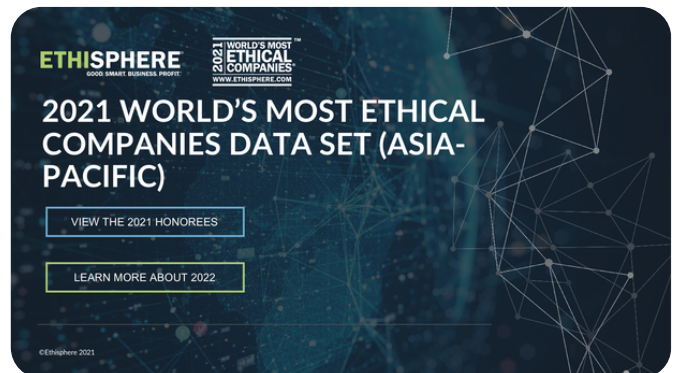 ETHISPHERE
GOOD. SMART. BUSINESS. PROFIT.
2021 WORLD'S MOST ETHICAL COMPANIES
WWW.ETHISPHERE.COM
™
2021 WORLD'S MOST ETHICAL
COMPANIES DATA SET (ASIA-
PACIFIC)
VIEW THE 2021 HONOREES
LEARN MORE ABOUT 2022
©Ethisphere 2021